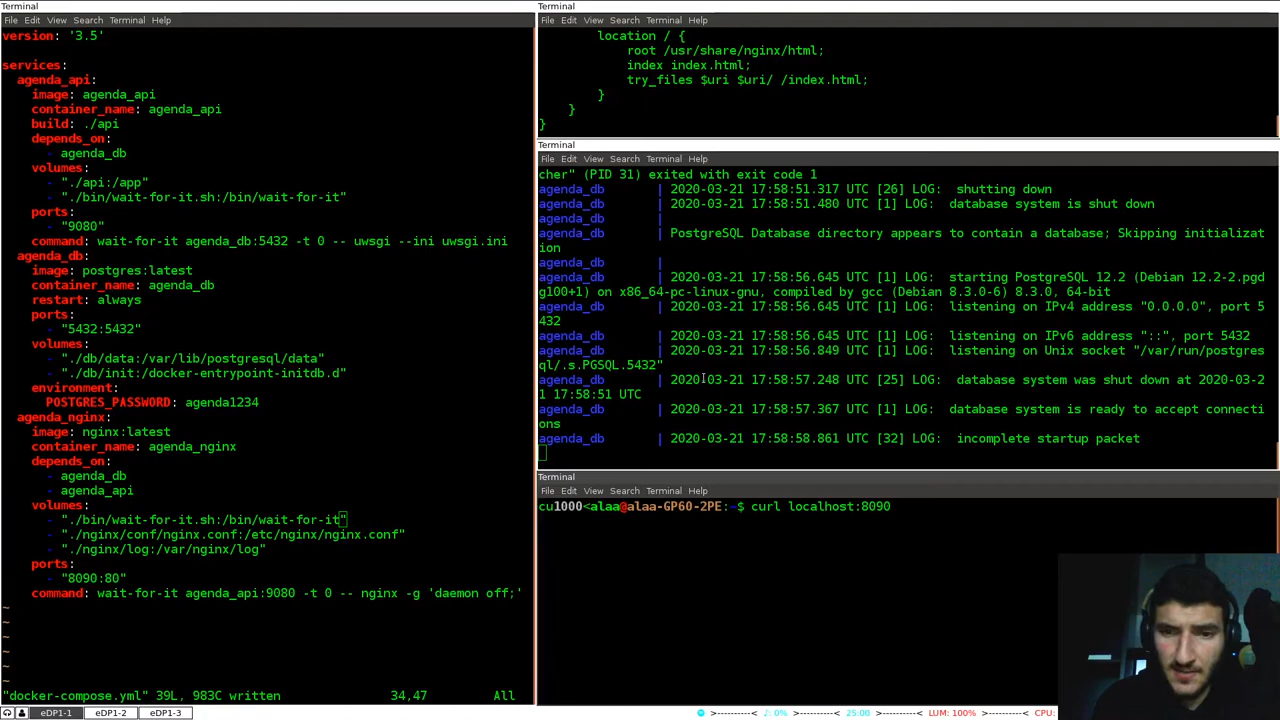 Terminal
File Edit View Search Terminal Help
version: '3.5'
services:
agenda_api:
image: agenda_api
container_name: agenda_api
build: ./api
depends_on:
- agenda_db
volumes:
- "./api:/app"
- "./bin/wait-for-it.sh:/bin/wait-for-it"
ports:
- "9080"
command: wait-for-it agenda_db:5432 -t 0 -- uwsgi --ini uwsgi.ini
agenda_db:
image: postgres:latest
container_name: agenda_db
restart: always
ports:
- "5432:5432"
volumes:
- "./db/data:/var/lib/postgresql/data"
- "./db/init:/docker-entrypoint-initdb.d"
environment:
POSTGRES_PASSWORD: agenda1234
agenda_nginx:
image: nginx:latest
container_name: agenda_nginx
depends_on:
- agenda_db
- agenda_api
volumes:
- "./bin/wait-for-it.sh:/bin/wait-for-it"
- "./nginx/conf/nginx.conf:/etc/nginx/nginx.conf"
- "./nginx/log:/var/nginx/log"
ports:
- "8090:80"
command: wait-for-it agenda_api:9080 -t 0 -- nginx -g 'daemon off;'
~
~
~
~
~
~
"docker-compose.yml" 39L, 983C written 34,47 All
Terminal
File Edit View Search Terminal Help
location / {
root /usr/share/nginx/html;
index index.html;
try_files $uri $uri/ /index.html;
}
}
}
Terminal
File Edit View Search Terminal Help
cher" (PID 31) exited with exit code 1
agenda_db | 2020-03-21 17:58:51.317 UTC [26] LOG: shutting down
agenda_db | 2020-03-21 17:58:51.480 UTC [1] LOG: database system is shut down
agenda_db |
agenda_db | PostgreSQL Database directory appears to contain a database; Skipping initializat
ion
agenda_db |
agenda_db | 2020-03-21 17:58:56.645 UTC [1] LOG: starting PostgreSQL 12.2 (Debian 12.2-2.pgd
g100+1) on x86_64-pc-linux-gnu, compiled by gcc (Debian 8.3.0-6) 8.3.0, 64-bit
agenda_db | 2020-03-21 17:58:56.645 UTC [1] LOG: listening on IPv4 address "0.0.0.0", port 5
432
agenda_db | 2020-03-21 17:58:56.645 UTC [1] LOG: listening on IPv6 address "::", port 5432
agenda_db | 2020-03-21 17:58:56.849 UTC [1] LOG: listening on Unix socket "/var/run/postgres
ql/.s.PGSQL.5432"
agenda_db | 2020-03-21 17:58:57.248 UTC [25] LOG: database system was shut down at 2020-03-2
1 17:58:51 UTC
agenda_db | 2020-03-21 17:58:57.367 UTC [1] LOG: database system is ready to accept connecti
ons
agenda_db | 2020-03-21 17:58:58.861 UTC [32] LOG: incomplete startup packet
Terminal
File Edit View Search Terminal Help
cu1000<alaa@alaa-GP60-2PE:~$ curl localhost:8090
eDP1-1 eDP1-2 eDP1-3 >----------< ♪: 0% >----------< 25:00 >----------< LUM: 100% >----------< CPU: